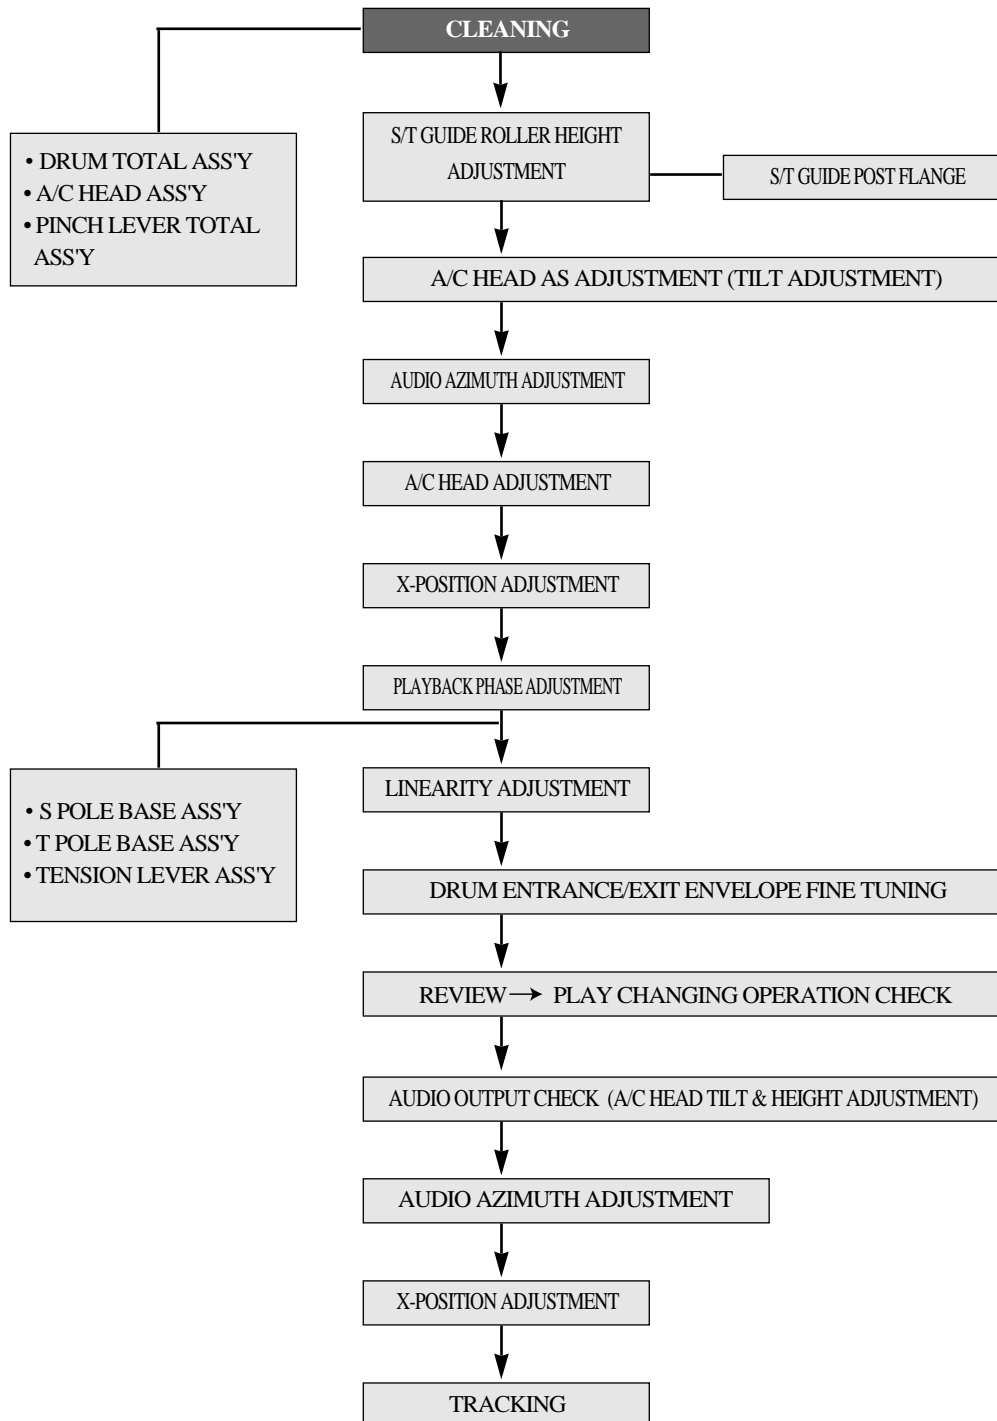 CLEANING
• DRUM TOTAL ASS'Y
• A/C HEAD ASS'Y
• PINCH LEVER TOTAL
ASS'Y
S/T GUIDE ROLLER HEIGHT
ADJUSTMENT
S/T GUIDE POST FLANGE
A/C HEAD AS ADJUSTMENT (TILT ADJUSTMENT)
AUDIO AZIMUTH ADJUSTMENT
A/C HEAD ADJUSTMENT
X-POSITION ADJUSTMENT
PLAYBACK PHASE ADJUSTMENT
• S POLE BASE ASS'Y
• T POLE BASE ASS'Y
• TENSION LEVER ASS'Y
LINEARITY ADJUSTMENT
DRUM ENTRANCE/EXIT ENVELOPE FINE TUNING
REVIEW → PLAY CHANGING OPERATION CHECK
AUDIO OUTPUT CHECK (A/C HEAD TILT & HEIGHT ADJUSTMENT)
AUDIO AZIMUTH ADJUSTMENT
X-POSITION ADJUSTMENT
TRACKING